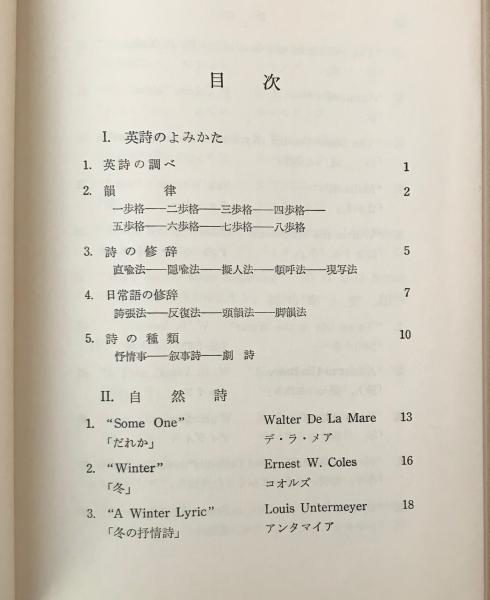 目次
I. 英詩のよみかた
1. 英詩の調べ 1
2. 韻律 2
一歩格──二歩格──三歩格──四歩格──
五歩格──六歩格──七歩格──八歩格
3. 詩の修辞 5
直喩法──隠喩法──擬人法──頓呼法──現写法
4. 日常語の修辞 7
誇張法──反復法──頭韻法──脚韻法
5. 詩の種類 10
抒情事──叙事詩──劇詩
II. 自然詩
1. “Some One” Walter De La Mare 13
「だれか」 デ・ラ・メア
2. “Winter” Ernest W. Coles 16
「冬」 コオルズ
3. “A Winter Lyric” Louis Untermeyer 18
「冬の抒情詩」 アンタマイア